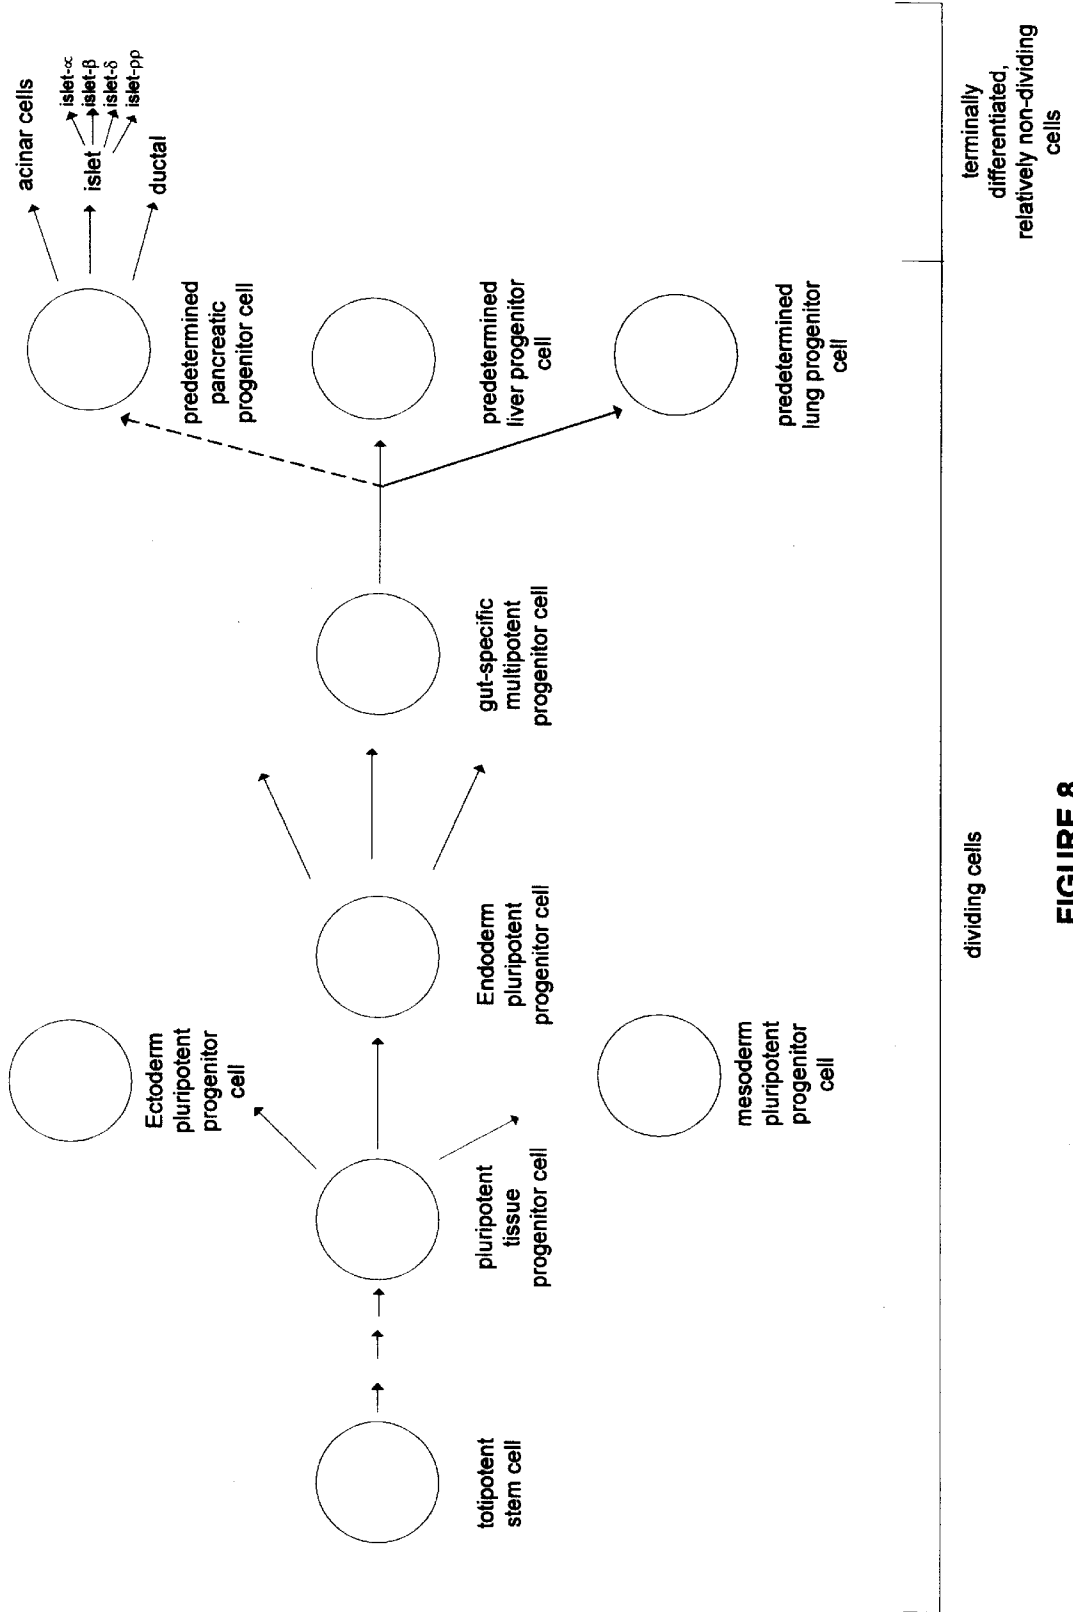 totipotent
stem cell
pluripotent
tissue
progenitor cell
Ectoderm
pluripotent
progenitor
cell
Endoderm
pluripotent
progenitor cell
mesoderm
pluripotent
progenitor
cell
gut-specific
multipotent
progenitor cell
predetermined
pancreatic
progenitor cell
predetermined
liver progenitor
cell
predetermined
lung progenitor
cell
acinar cells
islet
islet-α
islet-β
islet-δ
islet-pp
ductal
dividing cells
terminally
differentiated,
relatively non-dividing
cells
FIGURE 8